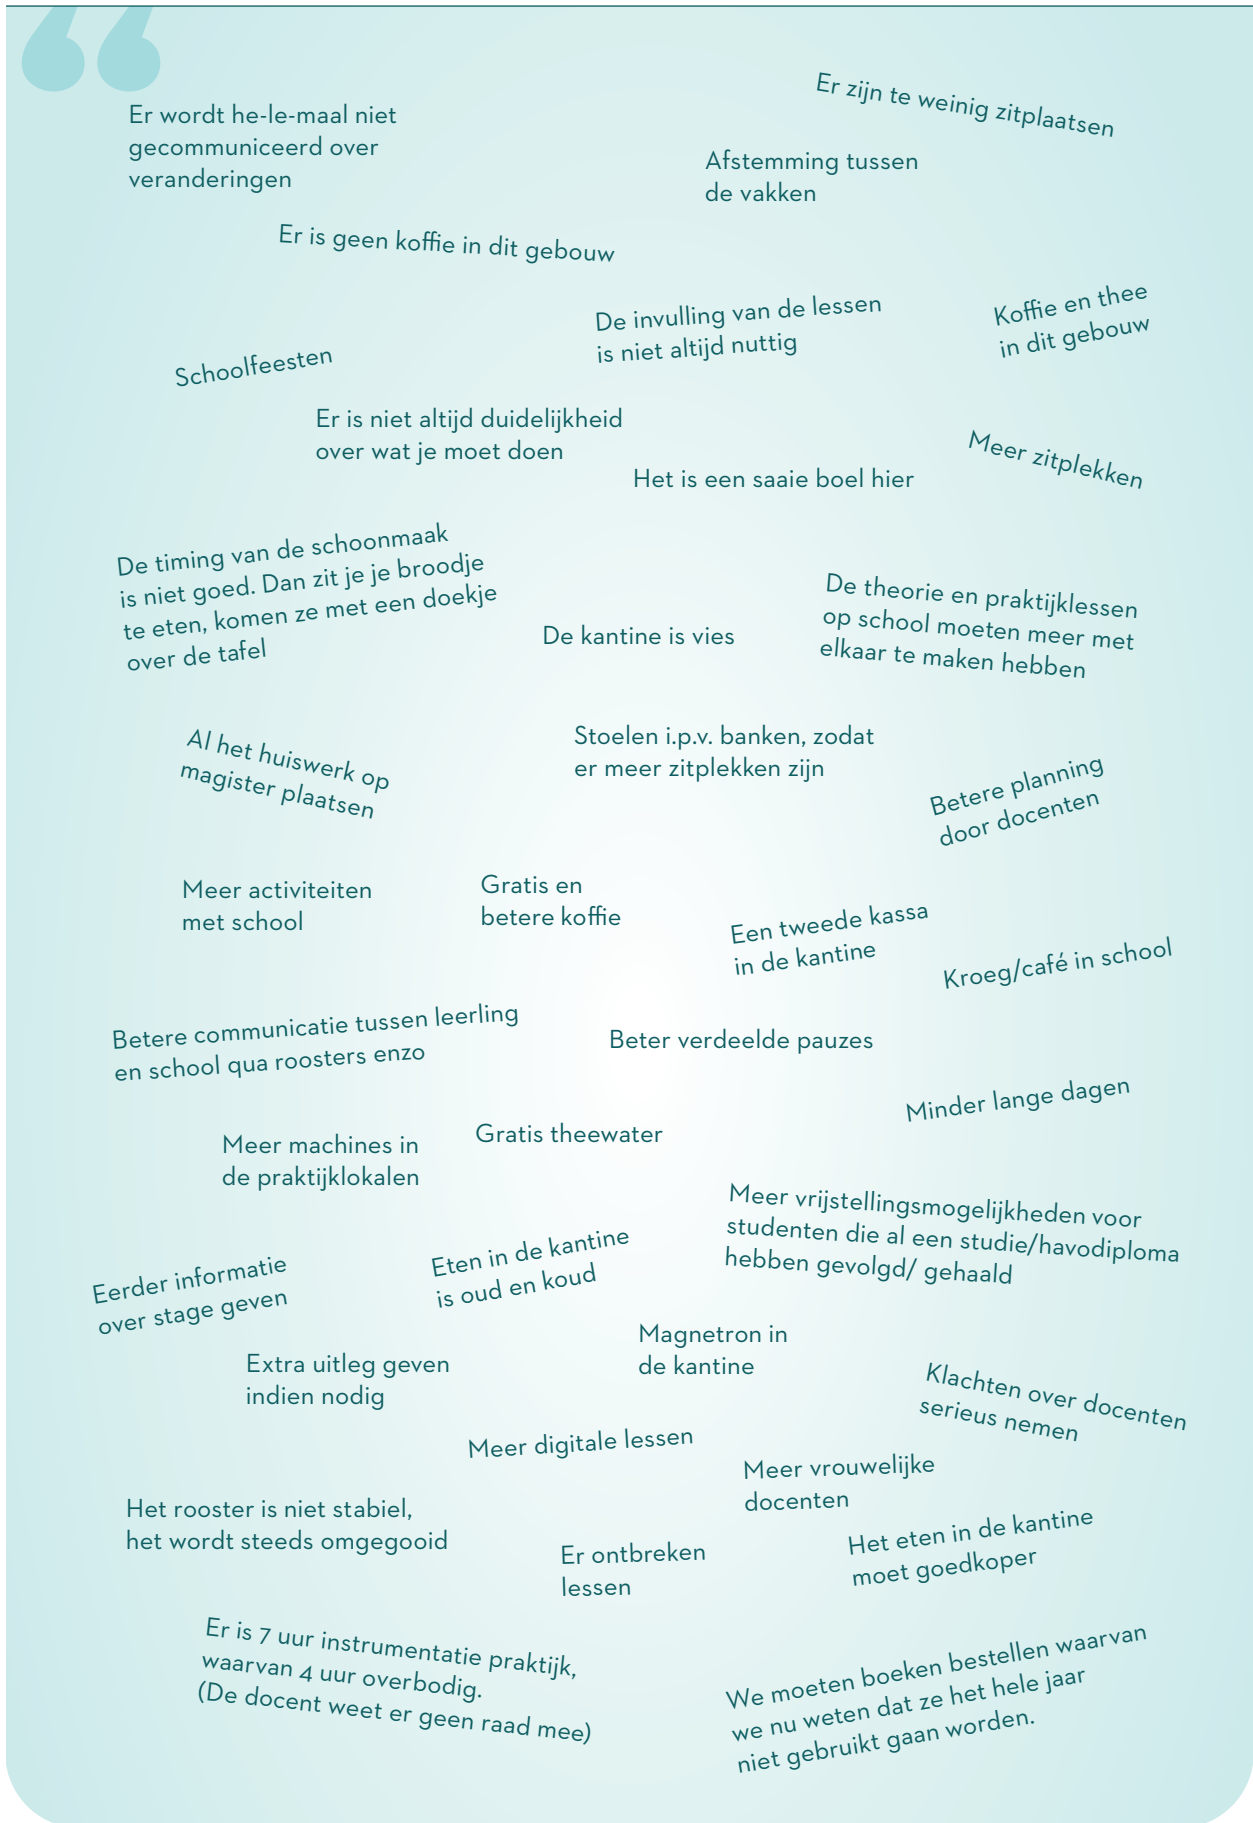 “
Er wordt he-le-maal niet
gecommuniceerd over
veranderingen
Er zijn te weinig zitplaatsen
Afstemming tussen
de vakken
Er is geen koffie in dit gebouw
De invulling van de lessen
is niet altijd nuttig
Koffie en thee
in dit gebouw
Schoolfeesten
Er is niet altijd duidelijkheid
over wat je moet doen
Meer zitplekken
Het is een saaie boel hier
De timing van de schoonmaak
is niet goed. Dan zit je je broodje
te eten, komen ze met een doekje
over de tafel
De kantine is vies
De theorie en praktijklessen
op school moeten meer met
elkaar te maken hebben
Al het huiswerk op
magister plaatsen
Stoelen i.p.v. banken, zodat
er meer zitplekken zijn
Betere planning
door docenten
Meer activiteiten
met school
Gratis en
betere koffie
Een tweede kassa
in de kantine
Kroeg/café in school
Betere communicatie tussen leerling
en school qua roosters enzo
Beter verdeelde pauzes
Minder lange dagen
Meer machines in
de praktijklokalen
Gratis theewater
Meer vrijstellingsmogelijkheden voor
studenten die al een studie/havodiploma
hebben gevolgd/ gehaald
Eerder informatie
over stage geven
Eten in de kantine
is oud en koud
Magnetron in
de kantine
Extra uitleg geven
indien nodig
Klachten over docenten
serieus nemen
Meer digitale lessen
Meer vrouwelijke
docenten
Het rooster is niet stabiel,
het wordt steeds omgegooid
Er ontbreken
lessen
Het eten in de kantine
moet goedkoper
Er is 7 uur instrumentatie praktijk,
waarvan 4 uur overbodig.
(De docent weet er geen raad mee)
We moeten boeken bestellen waarvan
we nu weten dat ze het hele jaar
niet gebruikt gaan worden.